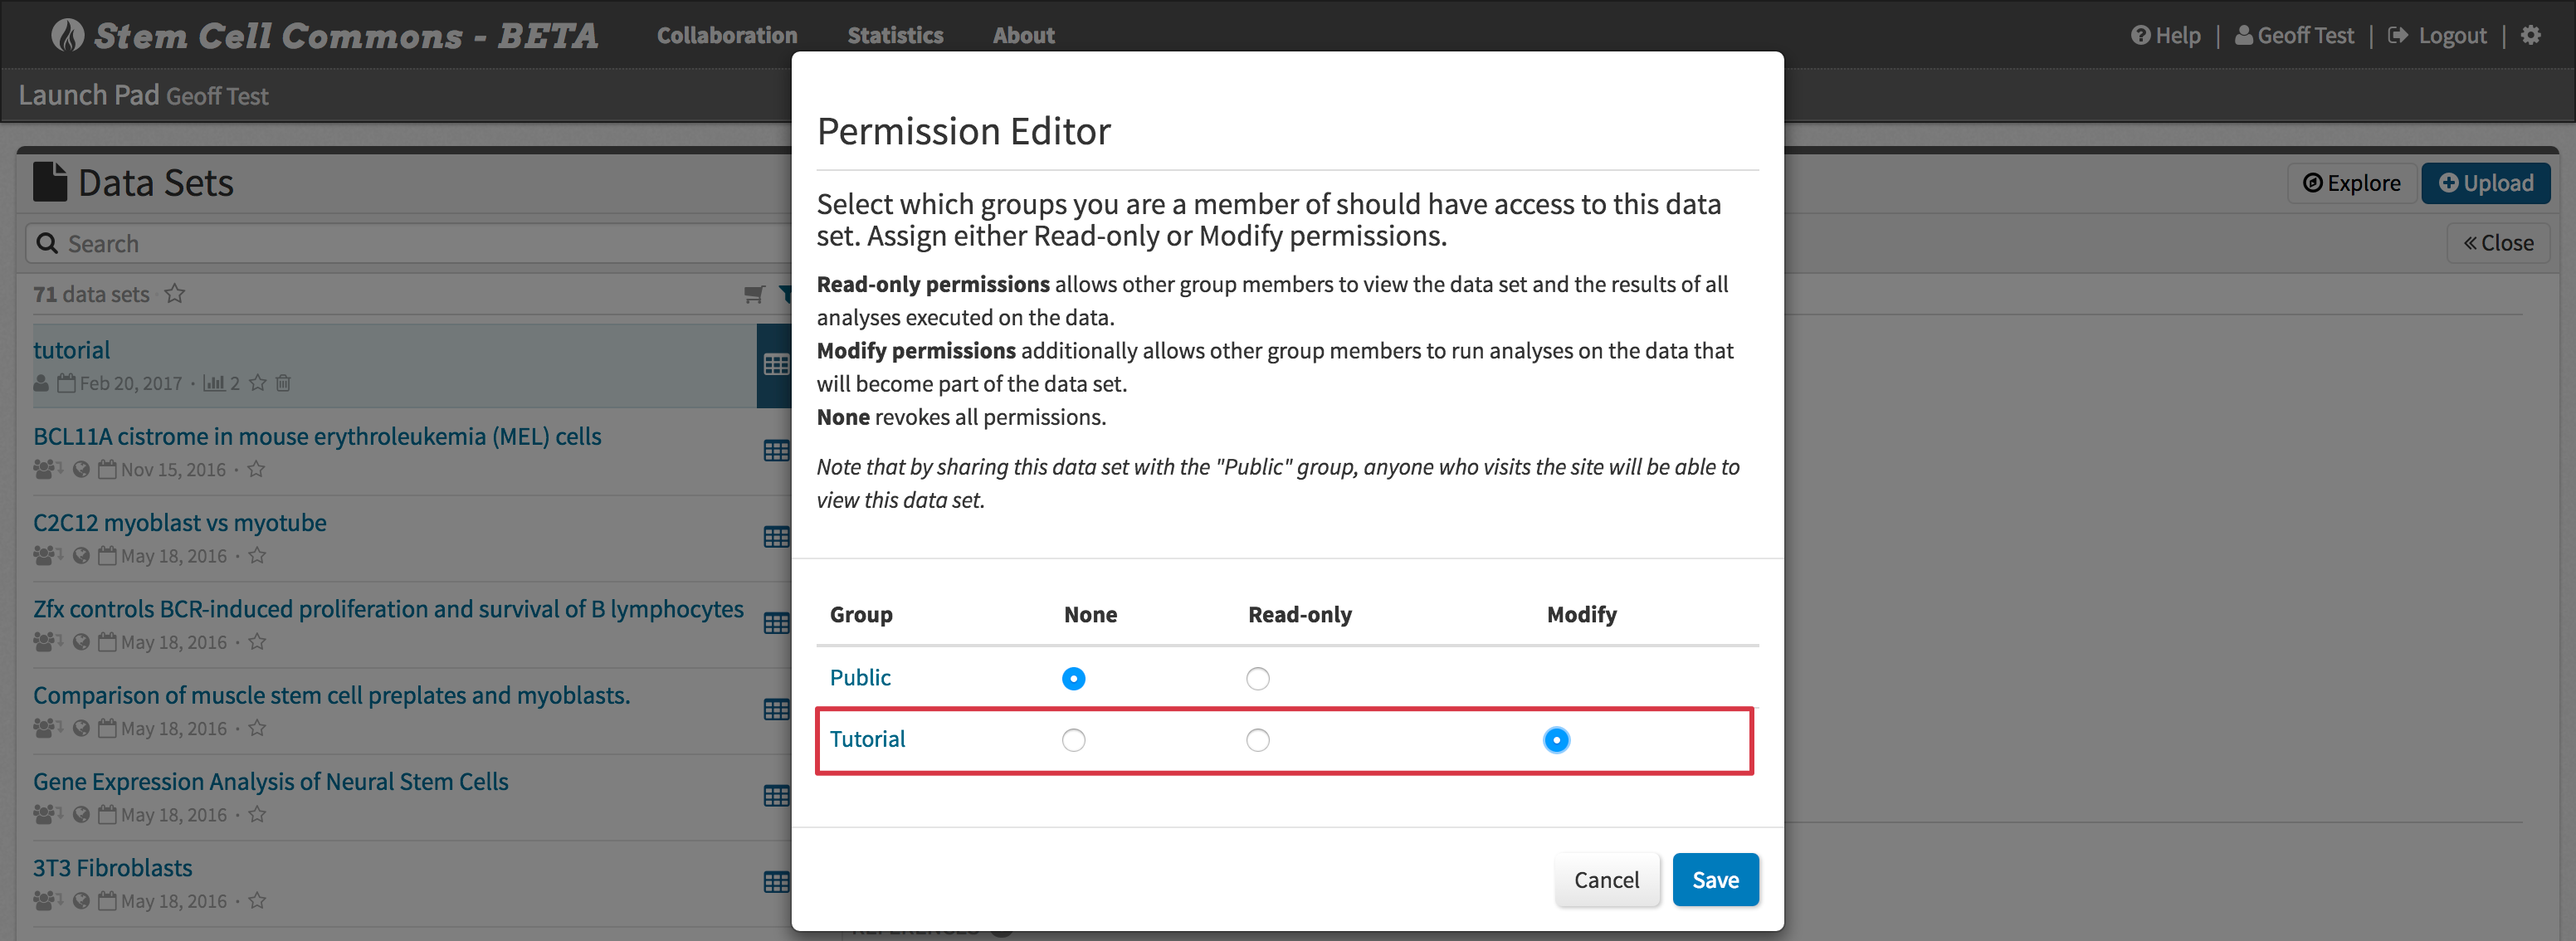 Stem Cell Commons - BETA
Collaboration
Statistics
About
Help | Geoff Test | Logout |
Launch Pad Geoff Test
Data Sets
Explore
Upload
Search
« Close
71 data sets
tutorial
Feb 20, 2017 · 2
BCL11A cistrome in mouse erythroleukemia (MEL) cells
Nov 15, 2016 ·
C2C12 myoblast vs myotube
May 18, 2016 ·
Zfx controls BCR-induced proliferation and survival of B lymphocytes
May 18, 2016 ·
Comparison of muscle stem cell preplates and myoblasts.
May 18, 2016 ·
Gene Expression Analysis of Neural Stem Cells
May 18, 2016 ·
3T3 Fibroblasts
May 18, 2016 ·
Permission Editor
Select which groups you are a member of should have access to this data
set. Assign either Read-only or Modify permissions.
Read-only permissions allows other group members to view the data set and the results of all
analyses executed on the data.
Modify permissions additionally allows other group members to run analyses on the data that
will become part of the data set.
None revokes all permissions.
Note that by sharing this data set with the "Public" group, anyone who visits the site will be able to
view this data set.
Group None Read-only Modify
Public
Tutorial
Cancel
Save